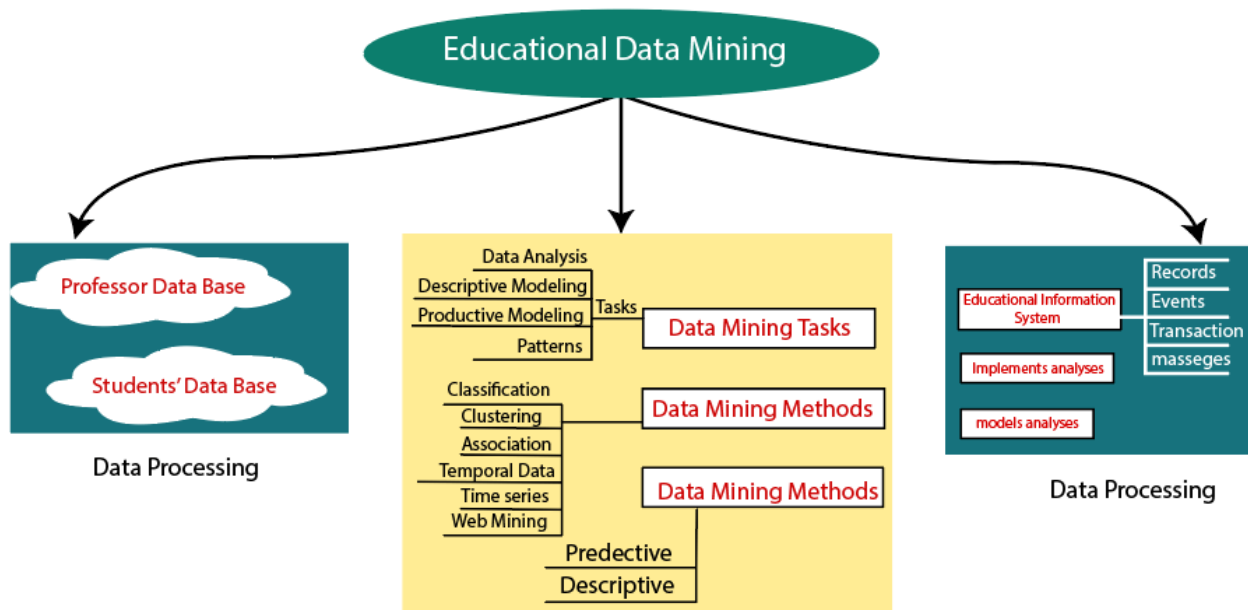 Educational Data Mining
Professor Data Base
Students' Data Base
Data Processing
Data Analysis
Descriptive Modeling
Productive Modeling
Patterns
Tasks
Data Mining Tasks
Classification
Clustering
Association
Temporal Data
Time series
Web Mining
Data Mining Methods
Data Mining Methods
Predective
Descriptive
Educational Information
System
Records
Events
Transaction
masseges
Implements analyses
models analyses
Data Processing